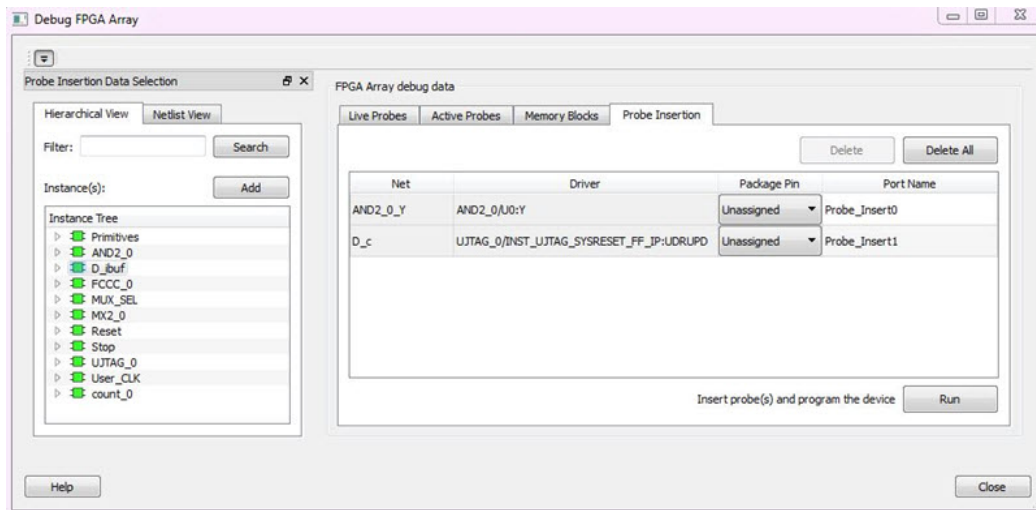 Debug FPGA Array
Probe Insertion Data Selection
Hierarchical View Netlist View
Filter: Search
Instance(s): Add
Instance Tree
Primitives
AND2_0
D_ibuf
FCCC_0
MUX_SEL
MX2_0
Reset
Stop
UJTAG_0
User_CLK
count_0
FPGA Array debug data
Live Probes Active Probes Memory Blocks Probe Insertion
Delete Delete All
Net Driver Package Pin Port Name
AND2_0_Y AND2_0/U0:Y Unassigned Probe_Insert0
D_c UJTAG_0/INST_UJTAG_SYSRESET_FF_IP:UDRUPD Unassigned Probe_Insert1
Insert probe(s) and program the device Run
Help Close